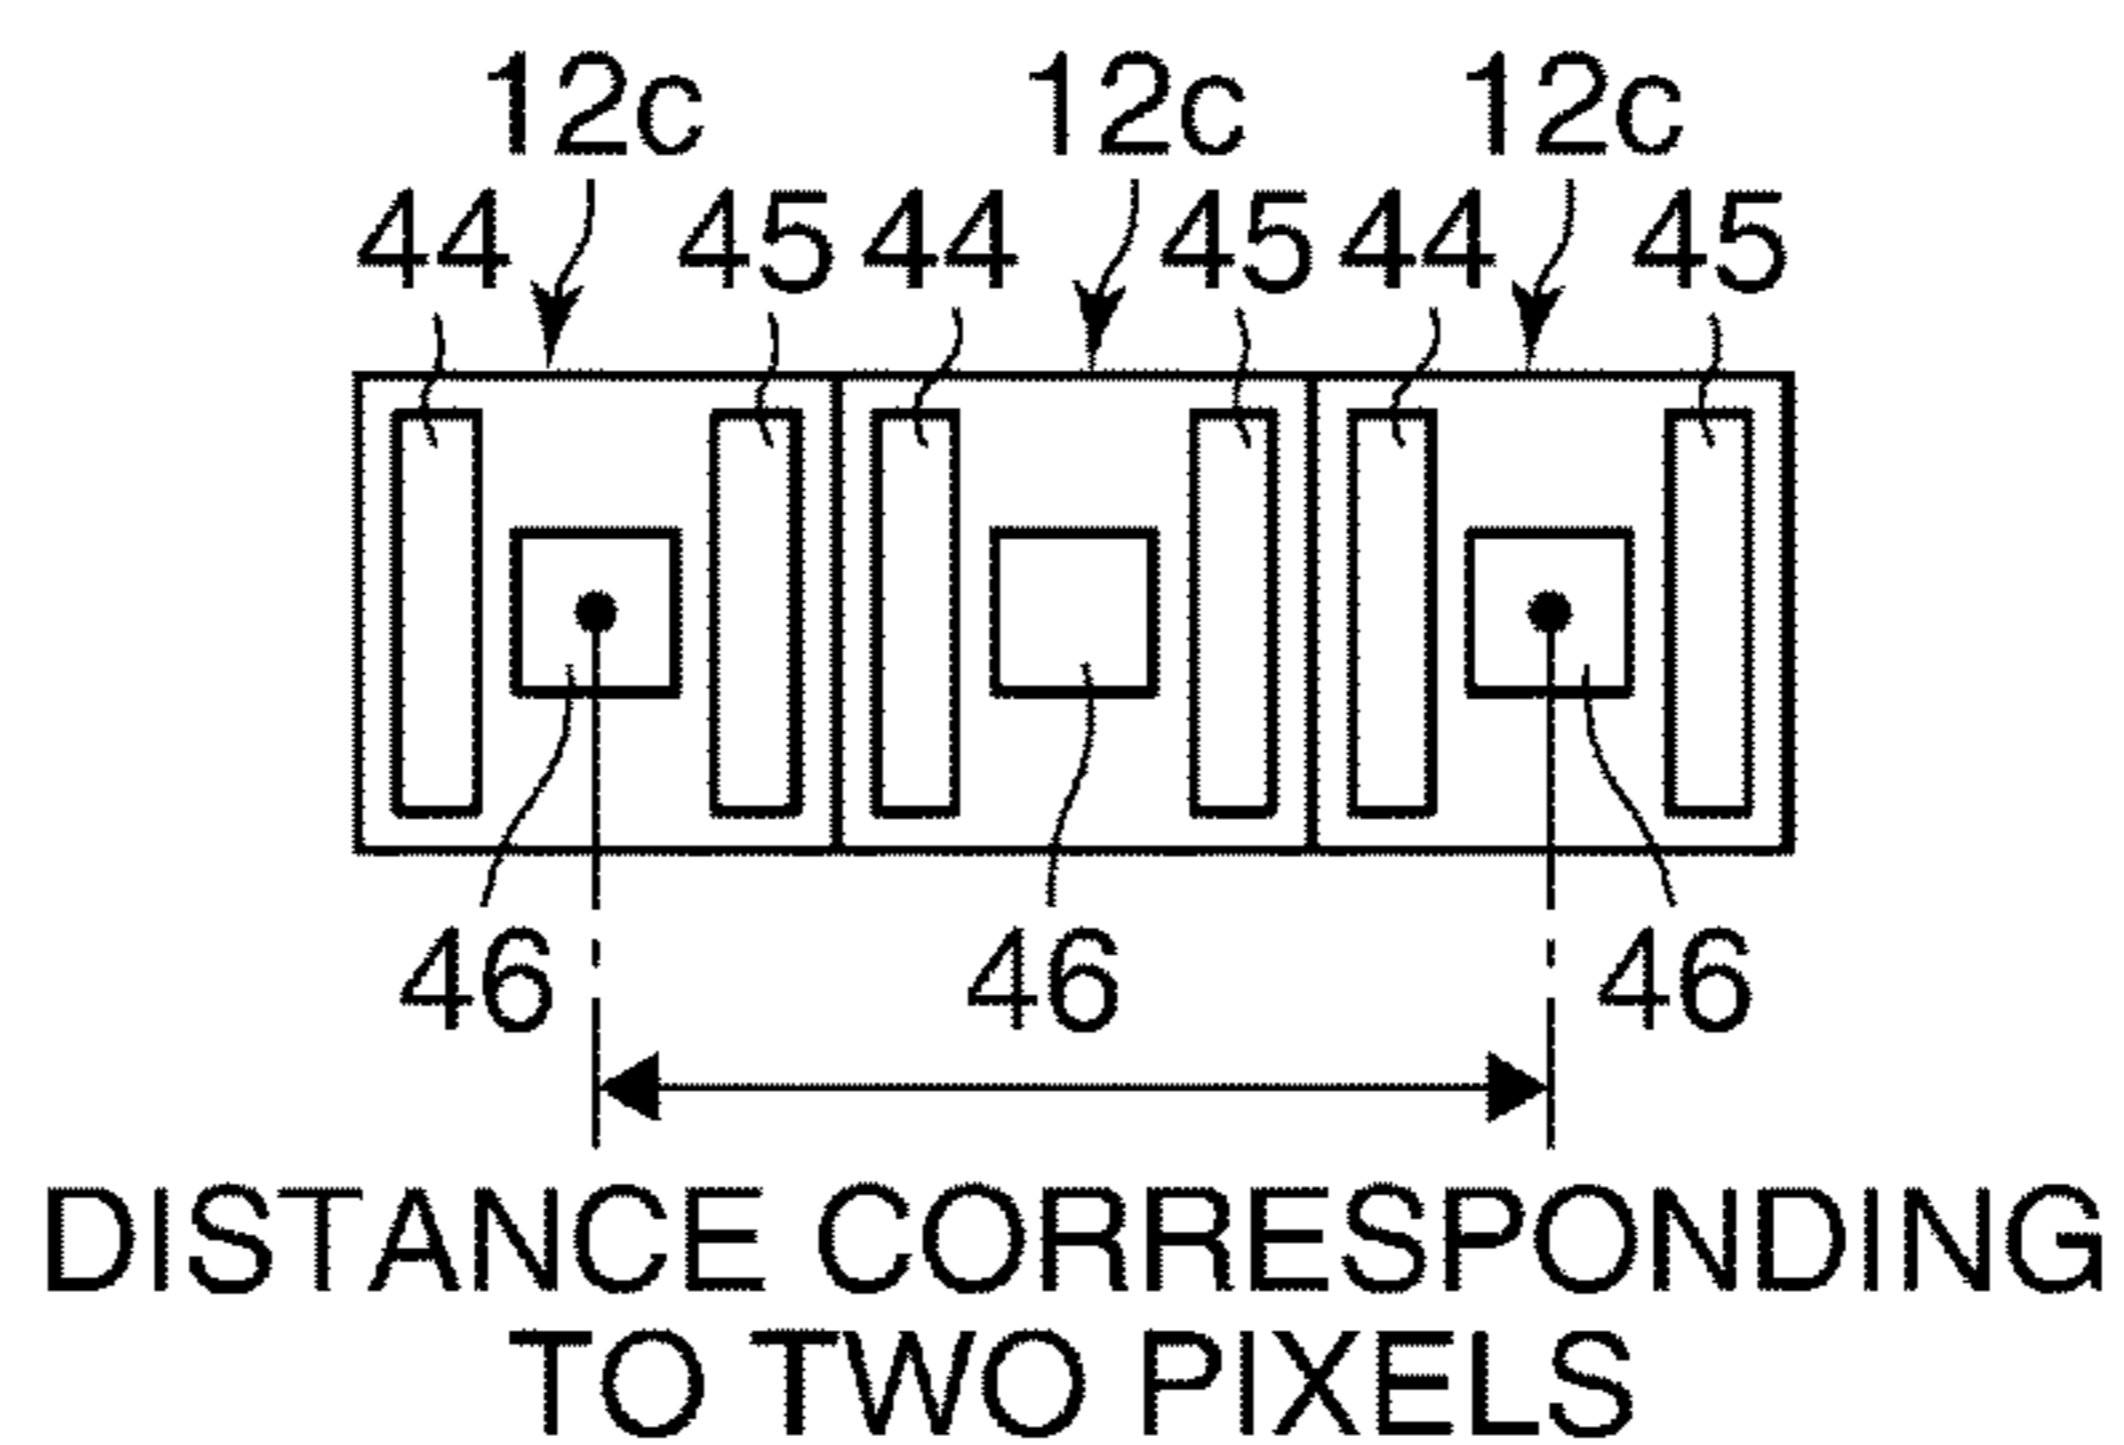 12c 12c 12c
44 45 44 45 44 45
46 46 46
DISTANCE CORRESPONDING
TO TWO PIXELS